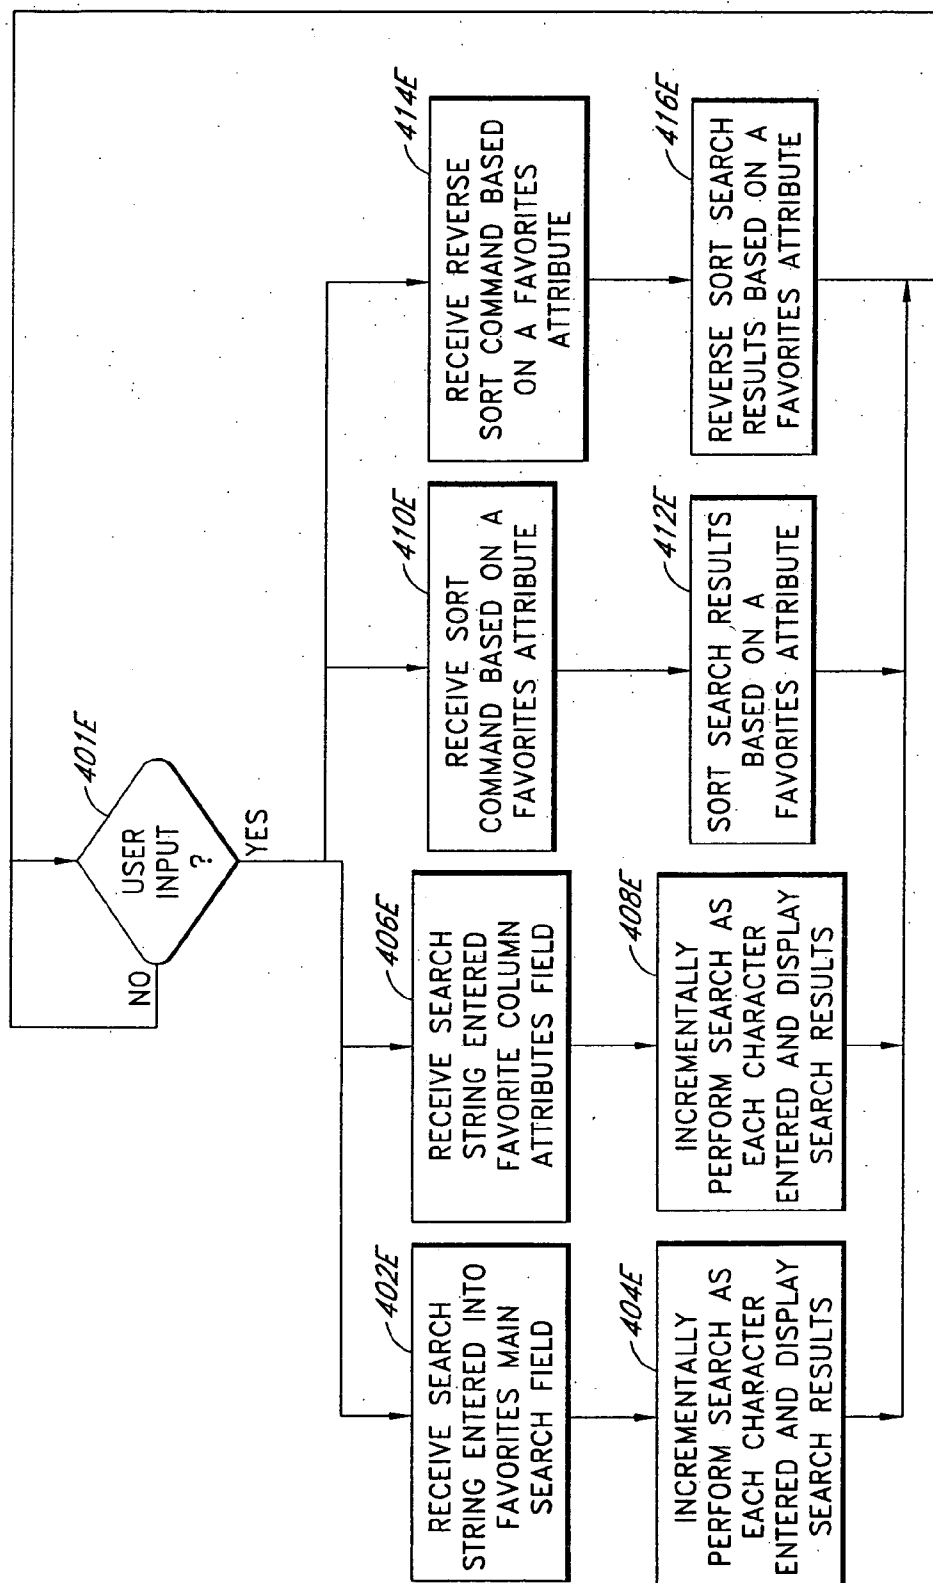 401E
USER
INPUT
?
NO
YES
402E
RECEIVE SEARCH
STRING ENTERED INTO
FAVORITES MAIN
SEARCH FIELD
406E
RECEIVE SEARCH
STRING ENTERED
FAVORITE COLUMN
ATTRIBUTES FIELD
410E
RECEIVE SORT
COMMAND BASED ON A
FAVORITES ATTRIBUTE
414E
RECEIVE REVERSE
SORT COMMAND BASED
ON A FAVORITES
ATTRIBUTE
404E
INCREMENTALLY
PERFORM SEARCH AS
EACH CHARACTER
ENTERED AND DISPLAY
SEARCH RESULTS
408E
INCREMENTALLY
PERFORM SEARCH AS
EACH CHARACTER
ENTERED AND DISPLAY
SEARCH RESULTS
412E
SORT SEARCH RESULTS
BASED ON A
FAVORITES ATTRIBUTE
416E
REVERSE SORT SEARCH
RESULTS BASED ON A
FAVORITES ATTRIBUTE